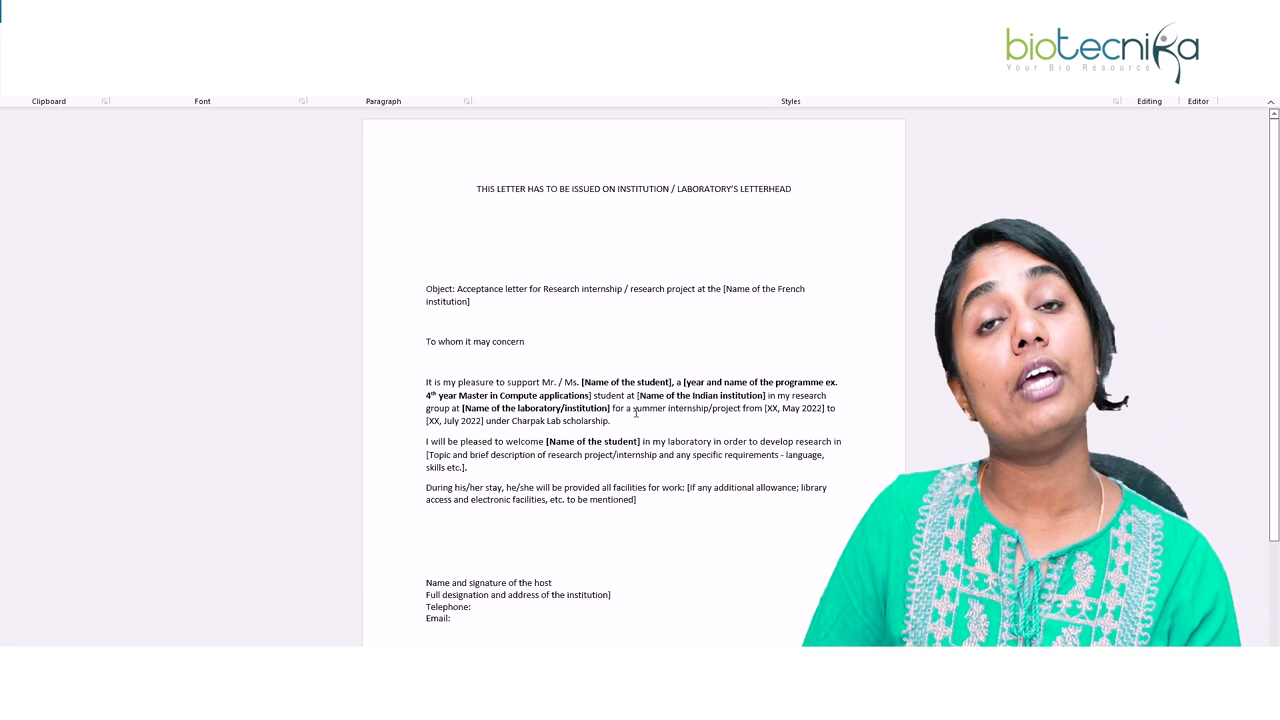 biotecnika
Your Bio Resource
Clipboard Font Paragraph Styles Editing Editor
THIS LETTER HAS TO BE ISSUED ON INSTITUTION / LABORATORY'S LETTERHEAD
Object: Acceptance letter for Research internship / research project at the [Name of the French
institution]
To whom it may concern
It is my pleasure to support Mr. / Ms. [Name of the student], a [year and name of the programme ex.
4th year Master in Compute applications] student at [Name of the Indian institution] in my research
group at [Name of the laboratory/institution] for a summer internship/project from [XX, May 2022] to
[XX, July 2022] under Charpak Lab scholarship.
I will be pleased to welcome [Name of the student] in my laboratory in order to develop research in
[Topic and brief description of research project/internship and any specific requirements - language,
skills etc.].
During his/her stay, he/she will be provided all facilities for work: [If any additional allowance; library
access and electronic facilities, etc. to be mentioned]
Name and signature of the host
Full designation and address of the institution]
Telephone:
Email: